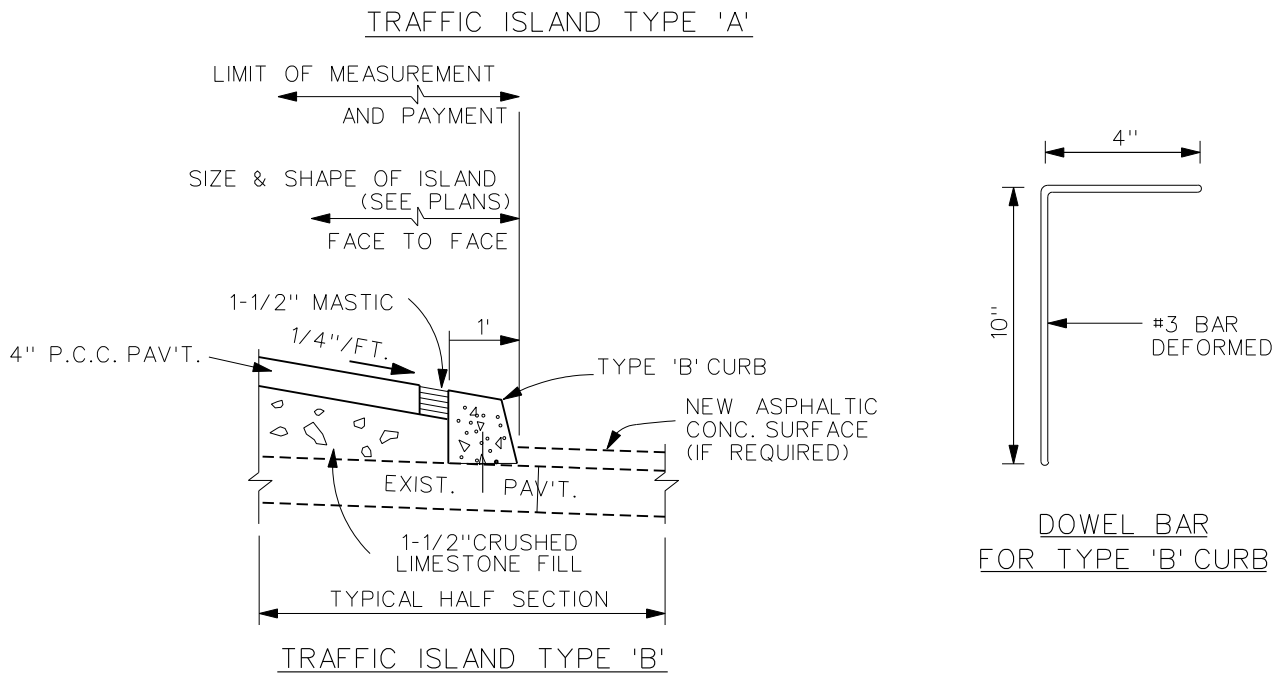 TRAFFIC ISLAND TYPE 'A'
LIMIT OF MEASUREMENT
AND PAYMENT
SIZE & SHAPE OF ISLAND
(SEE PLANS)
FACE TO FACE
1-1/2" MASTIC
1/4"/FT.
1'
4" P.C.C. PAV'T.
TYPE 'B' CURB
NEW ASPHALTIC
CONC. SURFACE
(IF REQUIRED)
EXIST. PAV'T.
1-1/2" CRUSHED
LIMESTONE FILL
TYPICAL HALF SECTION
TRAFFIC ISLAND TYPE 'B'
4"
10"
#3 BAR
DEFORMED
DOWEL BAR
FOR TYPE 'B' CURB